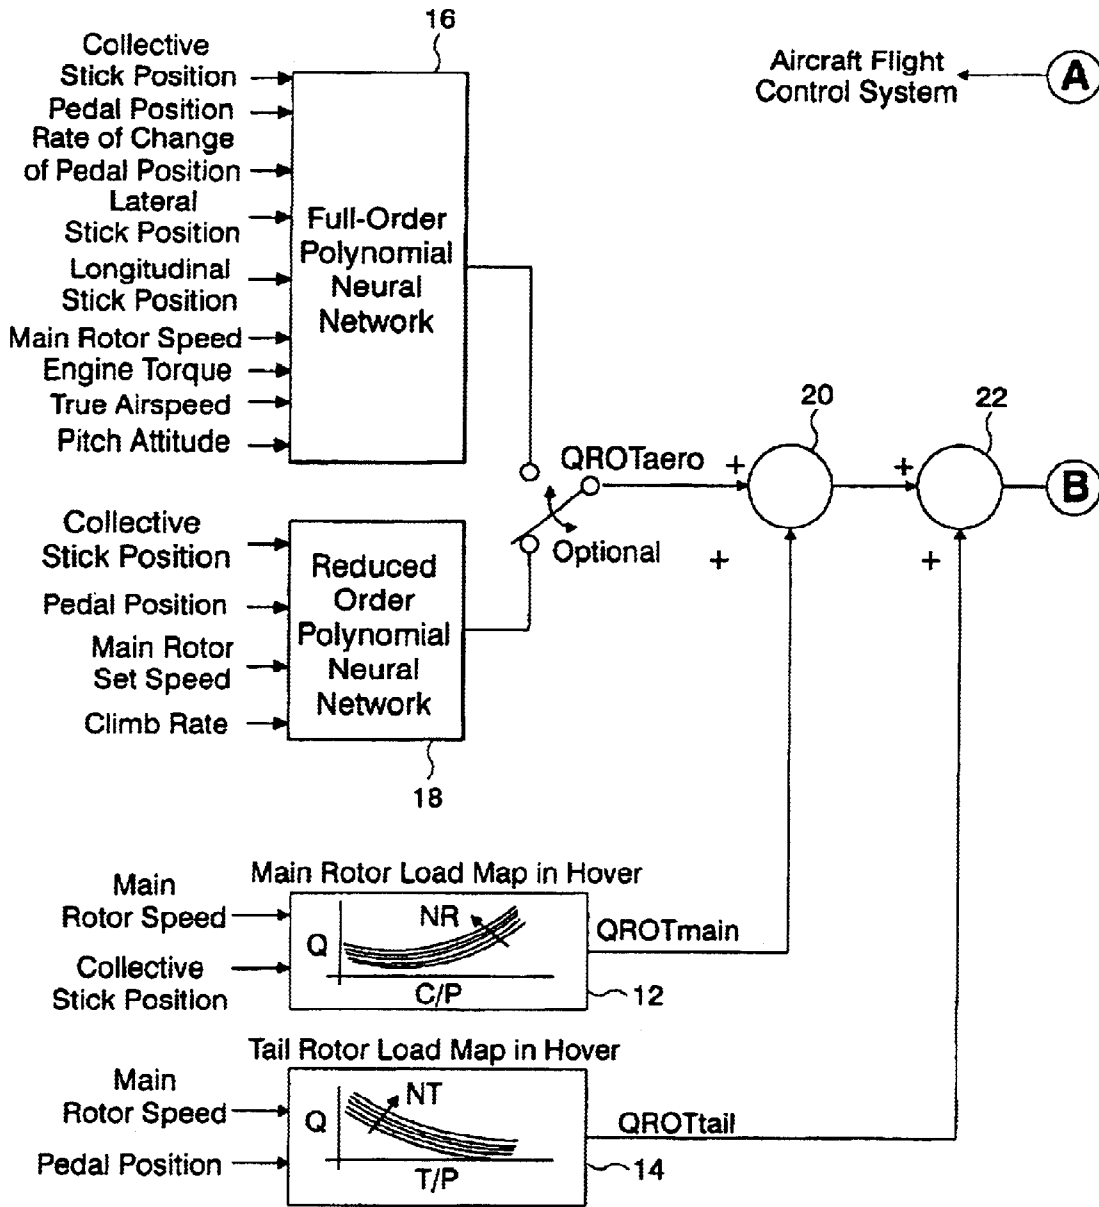 16
Collective
Stick Position
Pedal Position
Rate of Change
of Pedal Position
Lateral
Stick Position
Longitudinal
Stick Position
Main Rotor Speed
Engine Torque
True Airspeed
Pitch Attitude
Full-Order
Polynomial
Neural
Network
Aircraft Flight
Control System
A
20
22
QROTaero
+
+
B
Optional
+
+
Collective
Stick Position
Pedal Position
Main Rotor
Set Speed
Climb Rate
Reduced
Order
Polynomial
Neural
Network
18
Main Rotor Load Map in Hover
Main
Rotor Speed
Collective
Stick Position
Q
NR
C/P
QROTmain
12
Tail Rotor Load Map in Hover
Main
Rotor Speed
Pedal Position
Q
NT
T/P
QROTtail
14